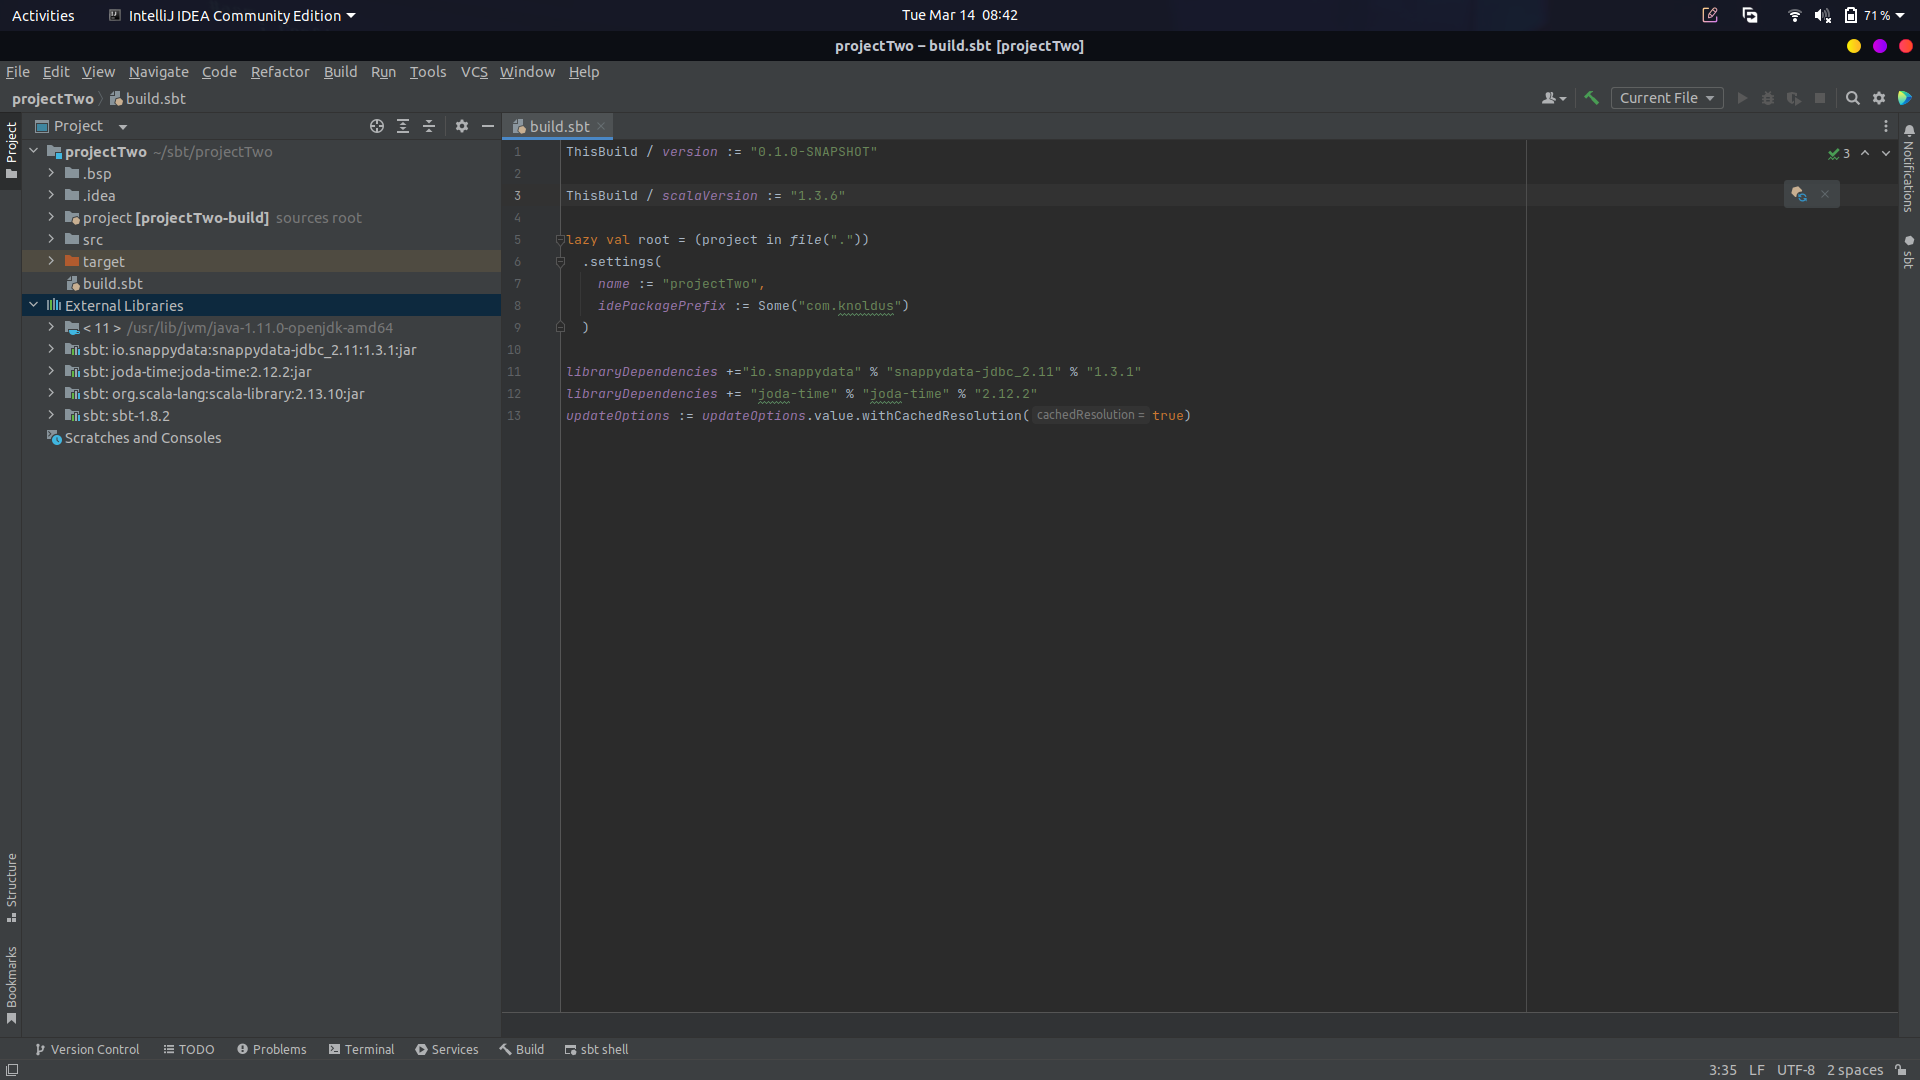 Activities
IntelliJ IDEA Community Edition
Tue Mar 14 08:42
71 %
projectTwo – build.sbt [projectTwo]
File Edit View Navigate Code Refactor Build Run Tools VCS Window Help
projectTwo
build.sbt
Current File
Project
Project
build.sbt
projectTwo ~/sbt/projectTwo
.bsp
.idea
project [projectTwo-build] sources root
src
target
build.sbt
External Libraries
< 11 > /usr/lib/jvm/java-1.11.0-openjdk-amd64
sbt: io.snappydata:snappydata-jdbc_2.11:1.3.1:jar
sbt: joda-time:joda-time:2.12.2:jar
sbt: org.scala-lang:scala-library:2.13.10:jar
sbt: sbt-1.8.2
Scratches and Consoles
1 ThisBuild / version := "0.1.0-SNAPSHOT"
2
3 ThisBuild / scalaVersion := "1.3.6"
4
5 lazy val root = (project in file("."))
6 .settings(
7 name := "projectTwo",
8 idePackagePrefix := Some("com.knoldus")
9 )
10
11 libraryDependencies +="io.snappydata" % "snappydata-jdbc_2.11" % "1.3.1"
12 libraryDependencies += "joda-time" % "joda-time" % "2.12.2"
13 updateOptions := updateOptions.value.withCachedResolution( cachedResolution = true)
3
Notifications
sbt
Structure
Bookmarks
Version Control
TODO
Problems
Terminal
Services
Build
sbt shell
3:35 LF UTF-8 2 spaces